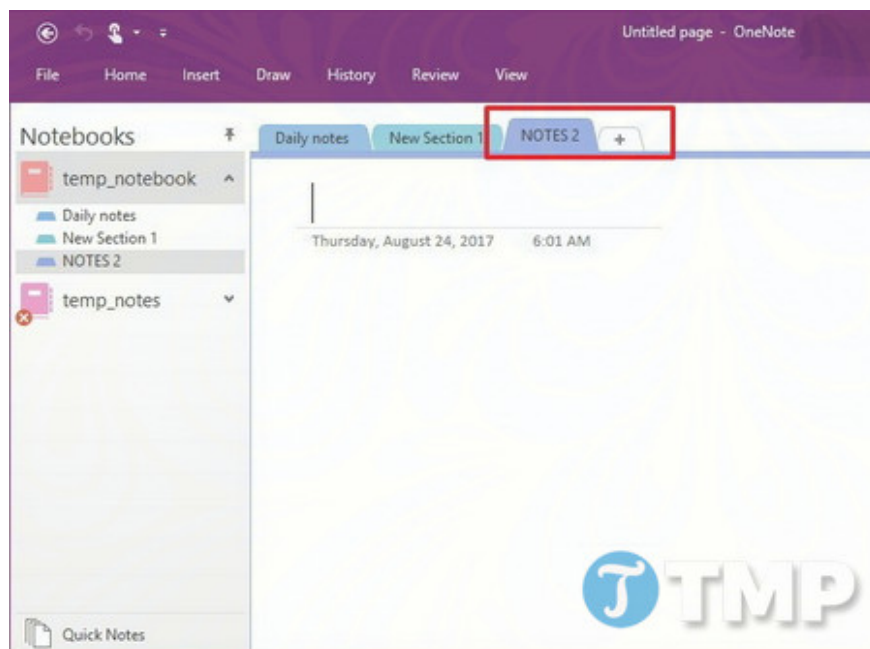 Untitled page - OneNote
File Home Insert Draw History Review View
Notebooks
Daily notes New Section 1 NOTES 2 +
temp_notebook
Daily notes
New Section 1
NOTES 2
temp_notes
Thursday, August 24, 2017 6:01 AM
TMP
Quick Notes